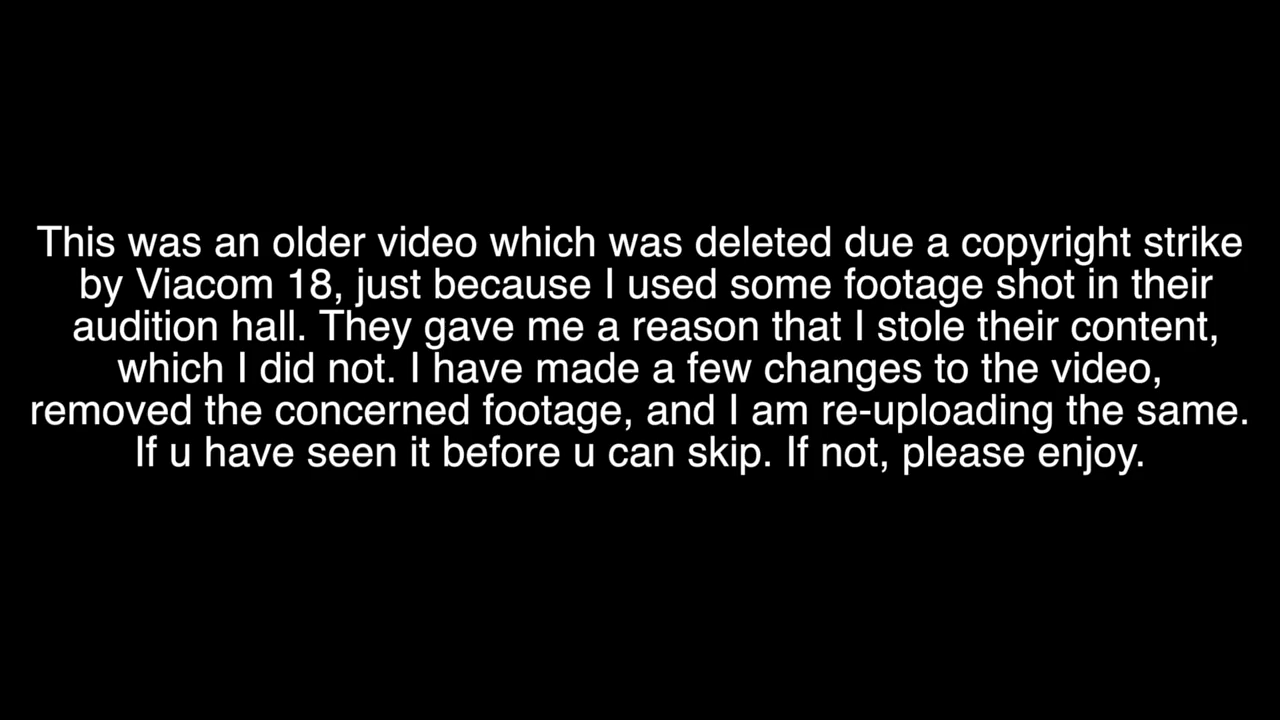 This was an older video which was deleted due a copyright strike
by Viacom 18, just because I used some footage shot in their
audition hall. They gave me a reason that I stole their content,
which I did not. I have made a few changes to the video,
removed the concerned footage, and I am re-uploading the same.
If u have seen it before u can skip. If not, please enjoy.